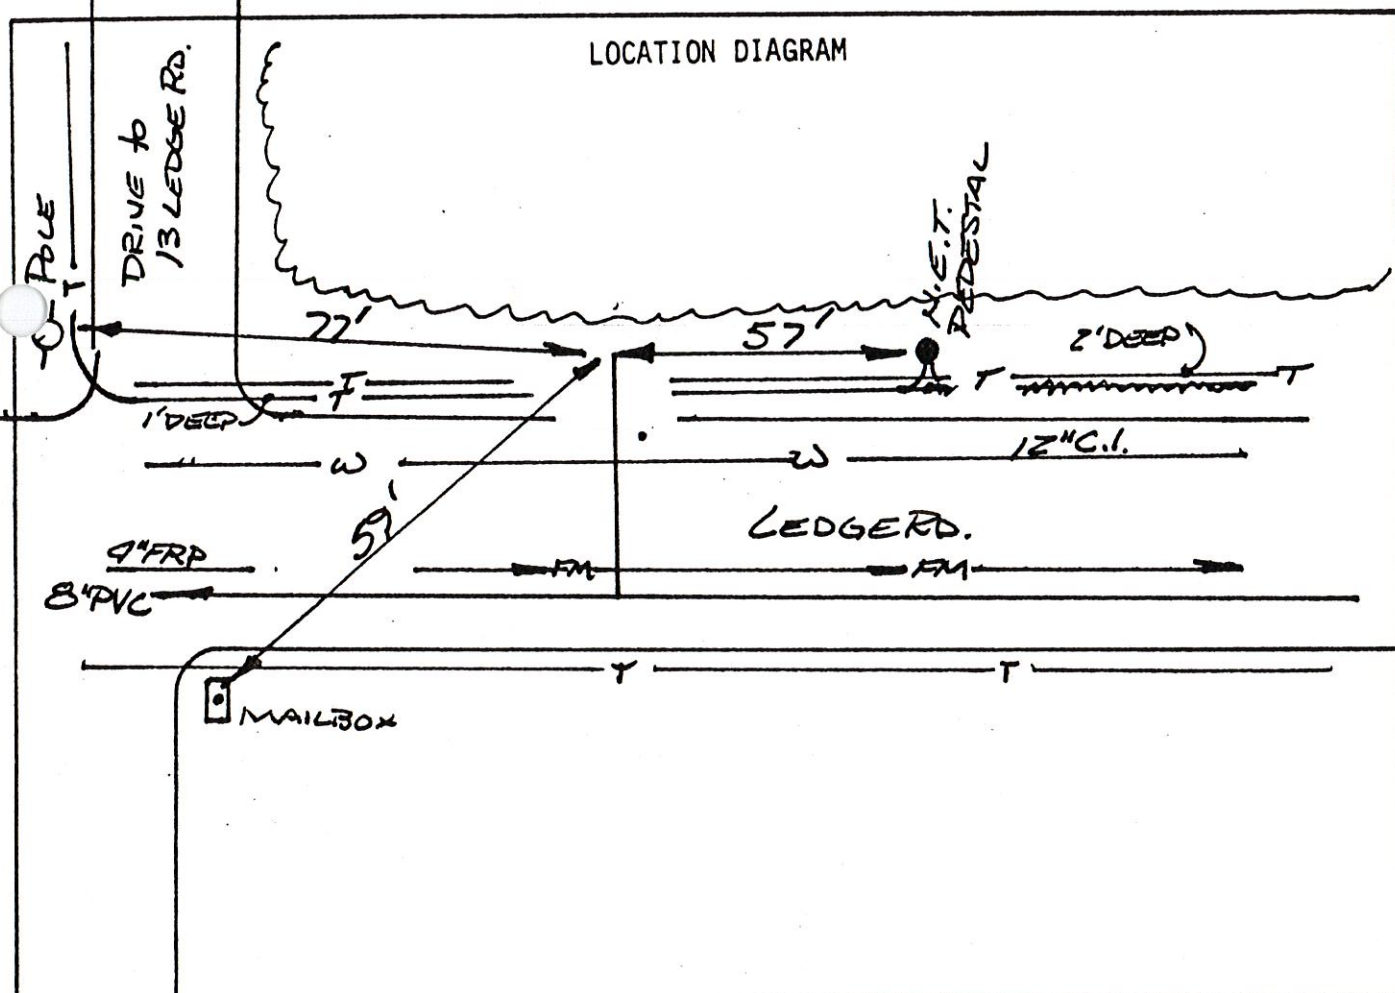 LOCATION DIAGRAM
POLE
T
DRIVE to
13 LEDGE RD.
N.E.T.
PEDESTAL
77'
57'
2' DEEP
T
T
T
T
1' DEEP
W
W
12" C.I.
59'
LEDGE RD.
4" FRP
FM
FM
8" PVC
T
T
MAILBOX